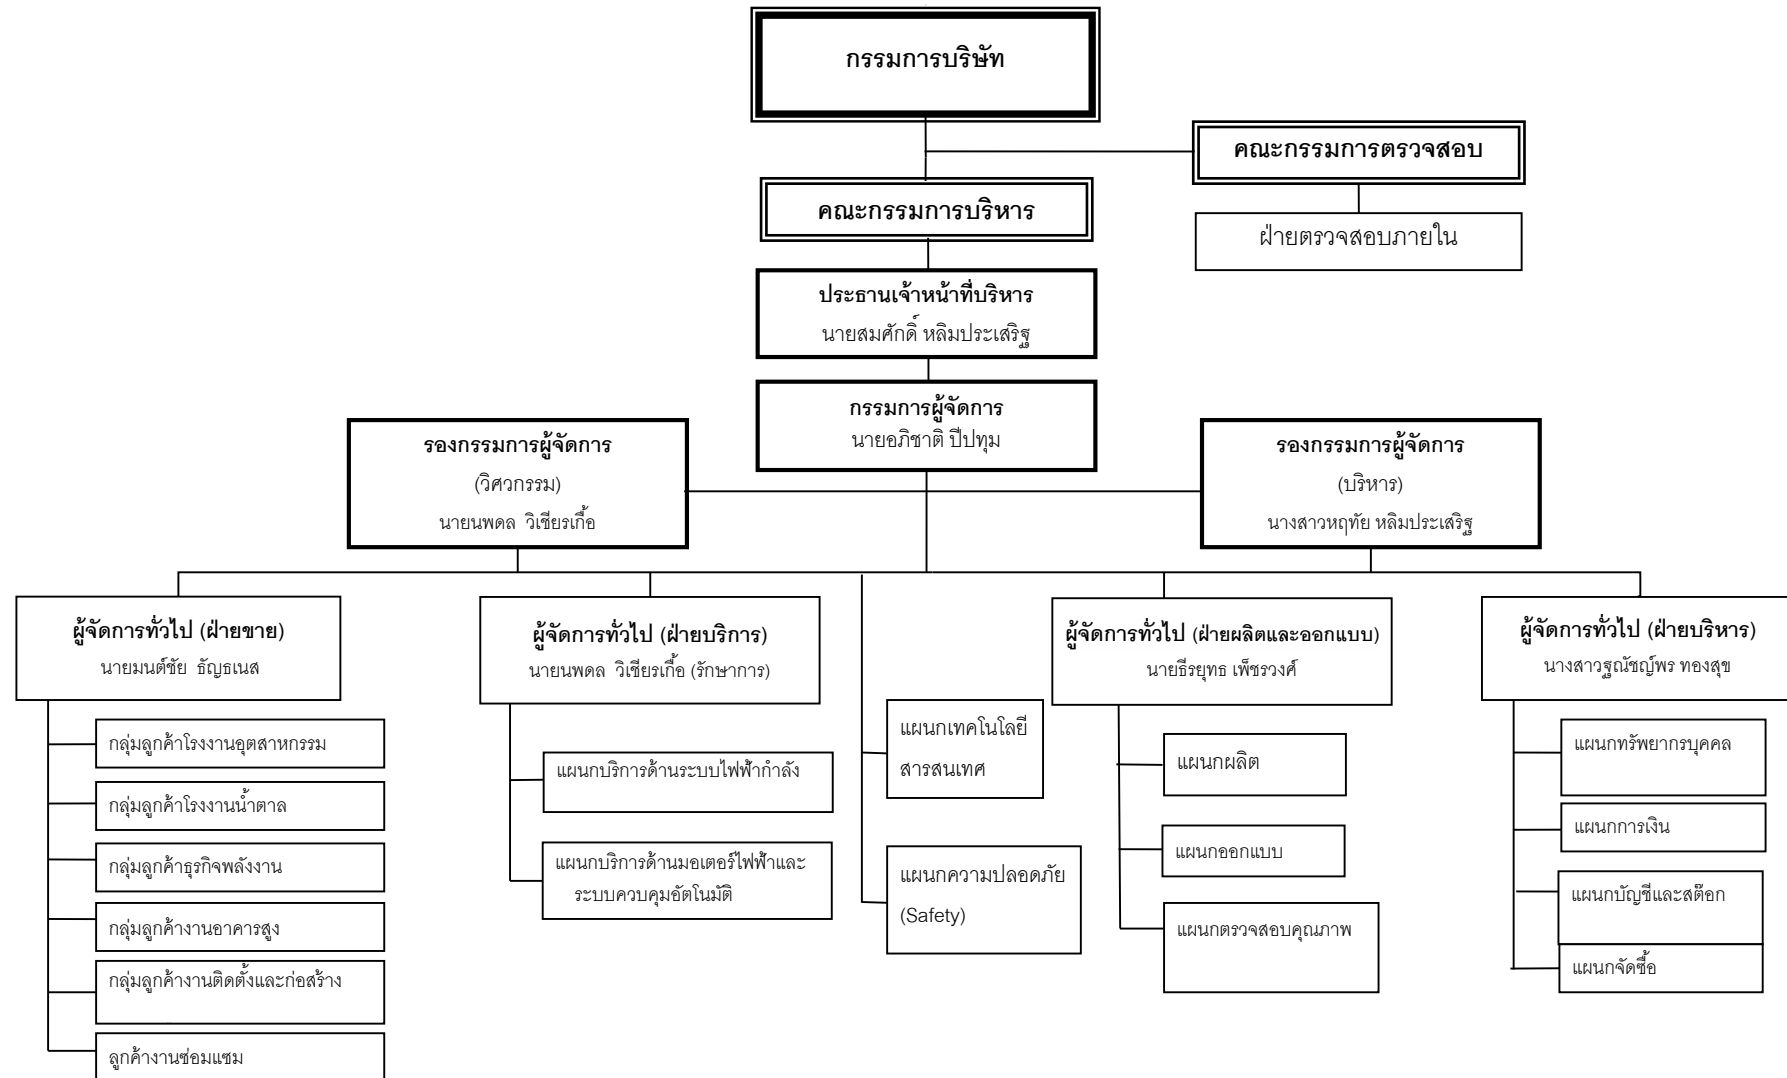 กรรมการบริษัท
คณะกรรมการตรวจสอบ
คณะกรรมการบริหาร
ฝ่ายตรวจสอบภายใน
ประธานเจ้าหน้าที่บริหาร
นายสมศักดิ์ หลิมประเสริฐ
กรรมการผู้จัดการ
นายอภิชาติ ปีปทุม
รองกรรมการผู้จัดการ
(วิศวกรรม)
นายนพดล วิเชียรเกื้อ
รองกรรมการผู้จัดการ
(บริหาร)
นางสาวหฤทัย หลิมประเสริฐ
ผู้จัดการทั่วไป (ฝ่ายขาย)
นายมนต์ชัย ธัญธเนส
กลุ่มลูกค้าโรงงานอุตสาหกรรม
กลุ่มลูกค้าโรงงานน้ำตาล
กลุ่มลูกค้าธุรกิจพลังงาน
กลุ่มลูกค้างานอาคารสูง
กลุ่มลูกค้างานติดตั้งและก่อสร้าง
ลูกค้างานซ่อมแซม
ผู้จัดการทั่วไป (ฝ่ายบริการ)
นายนพดล วิเชียรเกื้อ (รักษาการ)
แผนกบริการด้านระบบไฟฟ้ากำลัง
แผนกบริการด้านมอเตอร์ไฟฟ้าและ
ระบบควบคุมอัตโนมัติ
แผนกเทคโนโลยี
สารสนเทศ
แผนกความปลอดภัย
(Safety)
ผู้จัดการทั่วไป (ฝ่ายผลิตและออกแบบ)
นายธีรยุทธ เพ็ชรวงศ์
แผนกผลิต
แผนกออกแบบ
แผนกตรวจสอบคุณภาพ
ผู้จัดการทั่วไป (ฝ่ายบริหาร)
นางสาวฐณัชญ์พร ทองสุข
แผนกทรัพยากรบุคคล
แผนกการเงิน
แผนกบัญชีและสต๊อก
แผนกจัดซื้อ